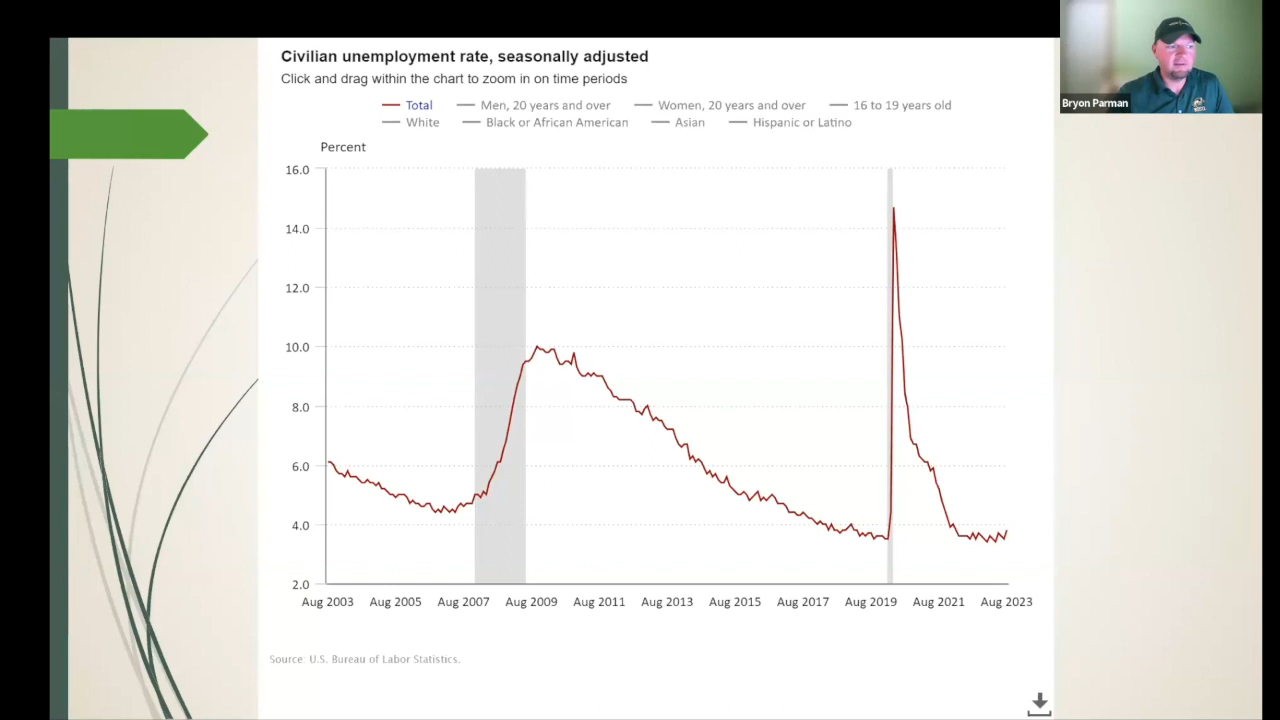 Civilian unemployment rate, seasonally adjusted
Click and drag within the chart to zoom in on time periods
Total Men, 20 years and over Women, 20 years and over 16 to 19 years old
White Black or African American Asian Hispanic or Latino
Percent
16.0
14.0
12.0
10.0
8.0
6.0
4.0
2.0
Aug 2003 Aug 2005 Aug 2007 Aug 2009 Aug 2011 Aug 2013 Aug 2015 Aug 2017 Aug 2019 Aug 2021 Aug 2023
Source: U.S. Bureau of Labor Statistics.
Bryon Parman